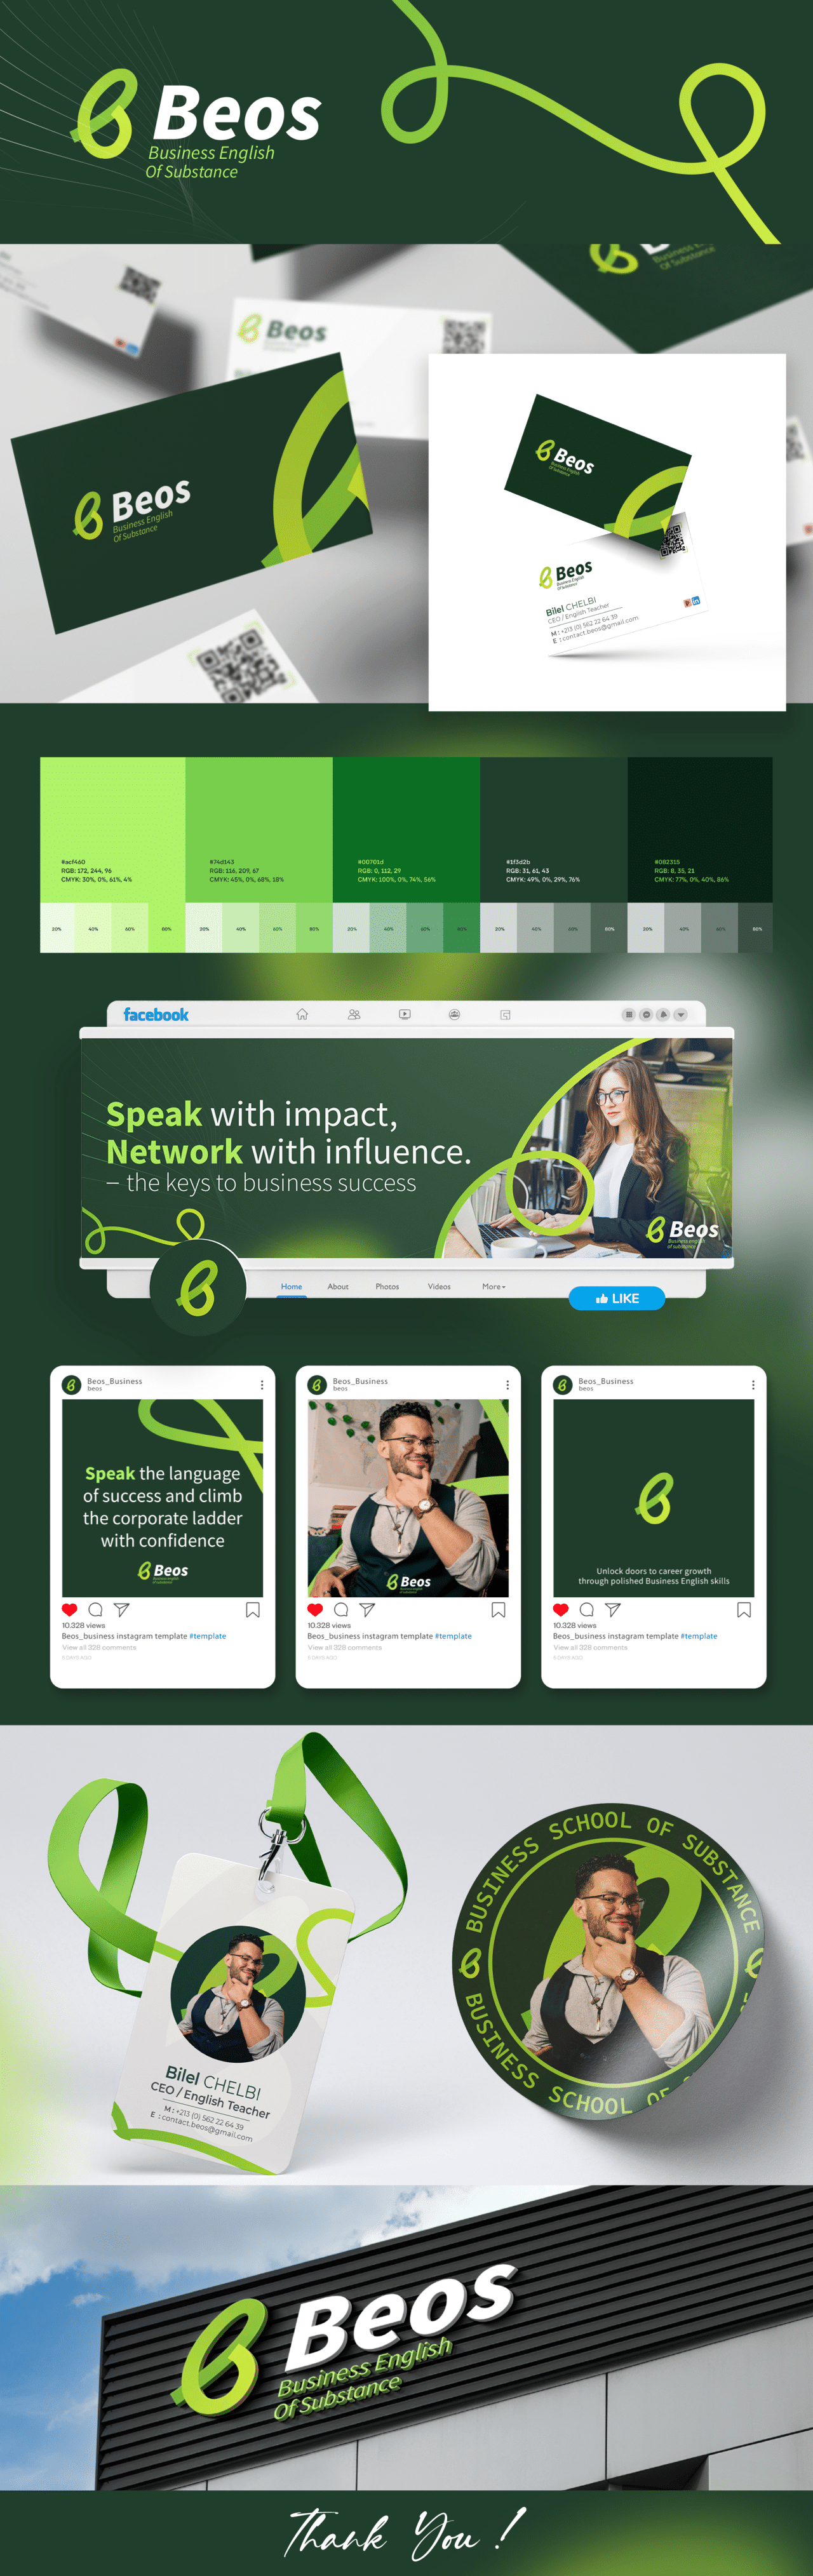 Beos
Business English
Of Substance
Of Substance
Beos
Beos
Business English
Of Substance
Beos
Business English
Of Substance
Beos
Business English
Of Substance
Bilel CHELBI
CEO / English Teacher
M : +213 (0) 562 22 64 39
E : contact.beos@gmail.com
#acf460
RGB: 172, 244, 96
CMYK: 30%, 0%, 61%, 4%
#74d143
RGB: 116, 209, 67
CMYK: 45%, 0%, 68%, 18%
#00701d
RGB: 0, 112, 29
CMYK: 100%, 0%, 74%, 56%
#1f3d2b
RGB: 31, 61, 43
CMYK: 49%, 0%, 29%, 76%
#082315
RGB: 8, 35, 21
CMYK: 77%, 0%, 40%, 86%
20% 40% 60% 80% 20% 40% 60% 80% 20% 40% 60% 80% 20% 40% 60% 80% 20% 40% 60% 80%
facebook
Speak with impact,
Network with influence.
– the keys to business success
Beos
Business english
of substance
Home About Photos Videos More
LIKE
Beos_Business
beos
Speak the language
of success and climb
the corporate ladder
with confidence
Beos
Business english
of substance
10.328 views
Beos_business instagram template #template
View all 328 comments
5 DAYS AGO
Beos_Business
beos
Beos
Business english
of substance
10.328 views
Beos_business instagram template #template
View all 328 comments
5 DAYS AGO
Beos_Business
beos
Unlock doors to career growth
through polished Business English skills
10.328 views
Beos_business instagram template #template
View all 328 comments
5 DAYS AGO
Bilel CHELBI
CEO / English Teacher
M : +213 (0) 562 22 64 39
E : contact.beos@gmail.com
BUSINESS SCHOOL OF SUBSTANCE
BUSINESS SCHOOL OF
Beos
Business English
Of Substance
Thank You !